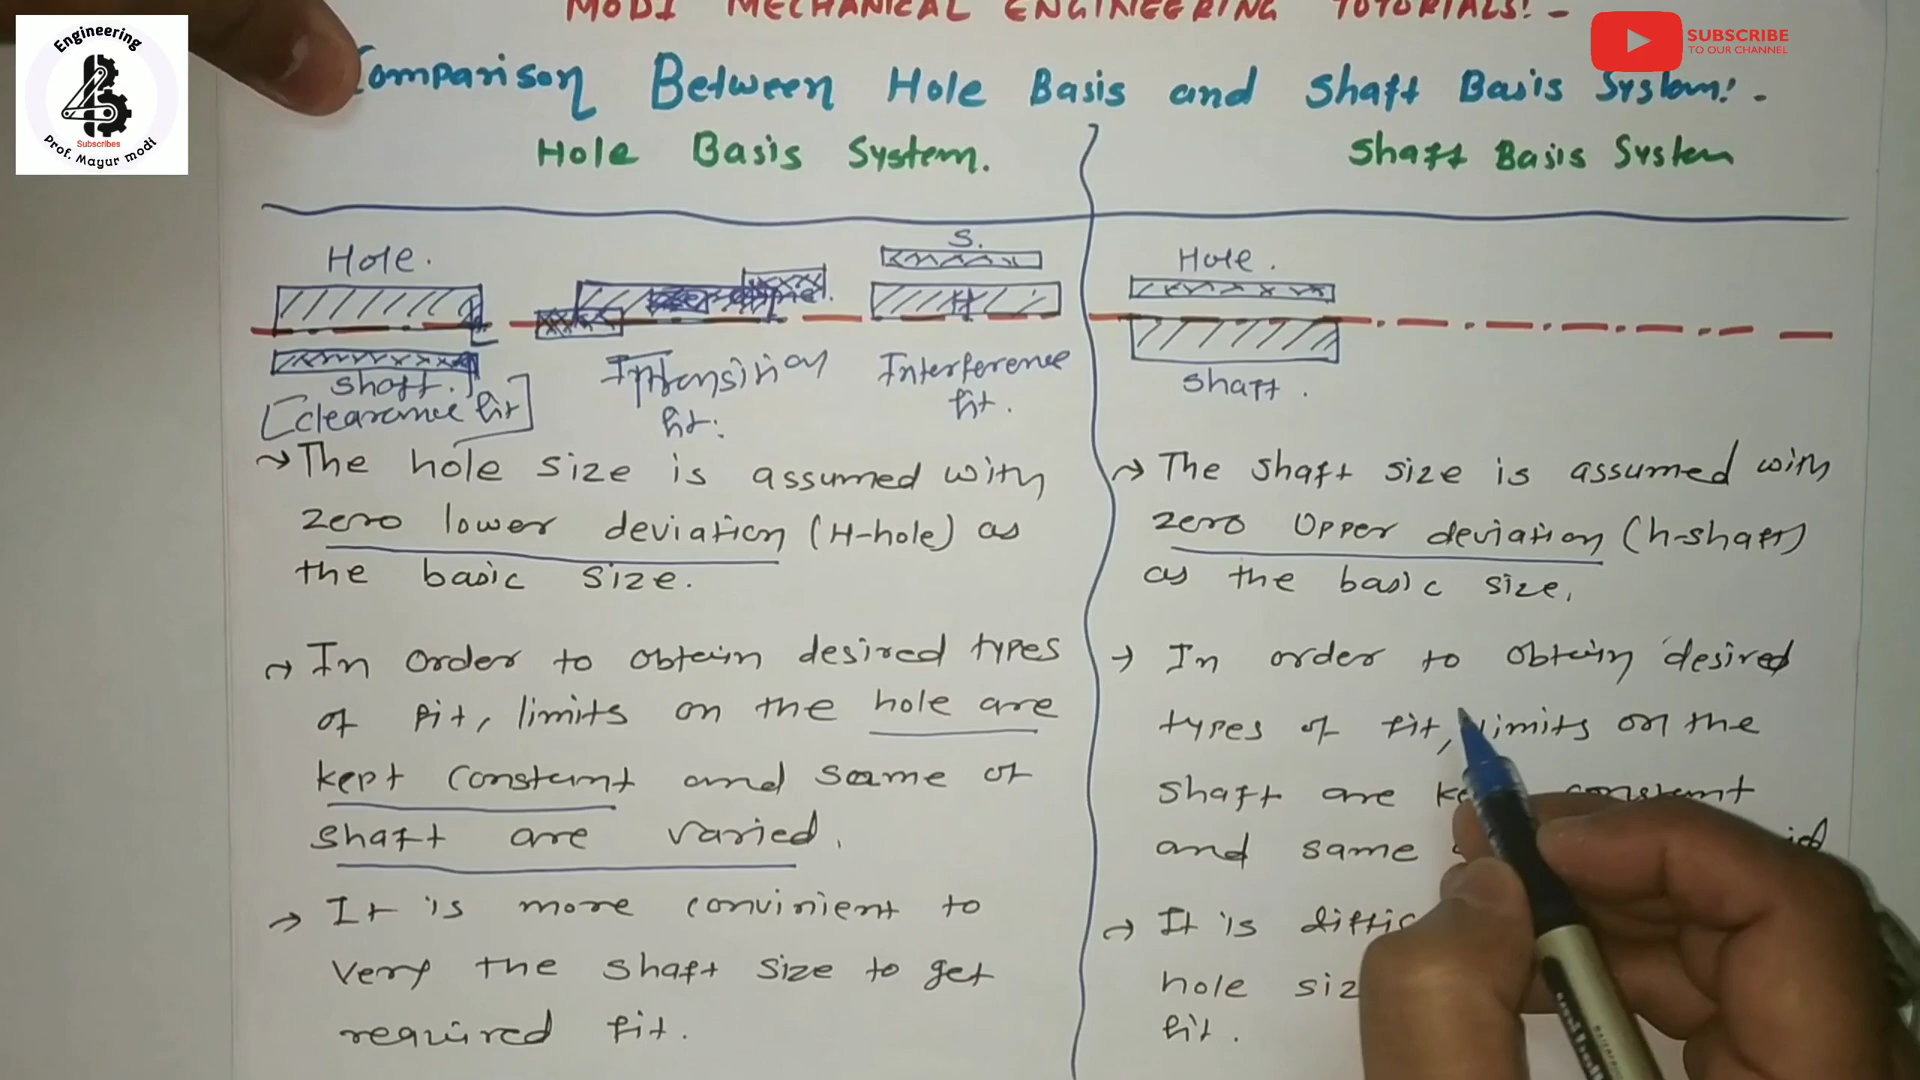 MODI MECHANICAL ENGINEERING TUTORIALS! -
Engineering
Subscribes
Prof. Mayur modi
SUBSCRIBE
TO OUR CHANNEL
Comparison Between Hole Basis and Shaft Basis System! -
Hole Basis System.
Shaft Basis System
Hole.
Shaft.
[clearance fit]
fit.
S.
H
Interference
fit.
Hole.
Shaft.
→ The hole size is assumed with
zero lower deviation (H-hole) as
the basic size.
→ In order to obtain desired types
of fit, limits on the hole are
kept constant and same of
shaft are varied.
→ It is more convinient to
very the shaft size to get
required fit.
→ The shaft size is assumed with
zero Upper deviation (h-shaft)
as the basic size.
→ In order to obtain desired
types of fit, limits on the
shaft are constant
and same
→ It is
hole
fit.